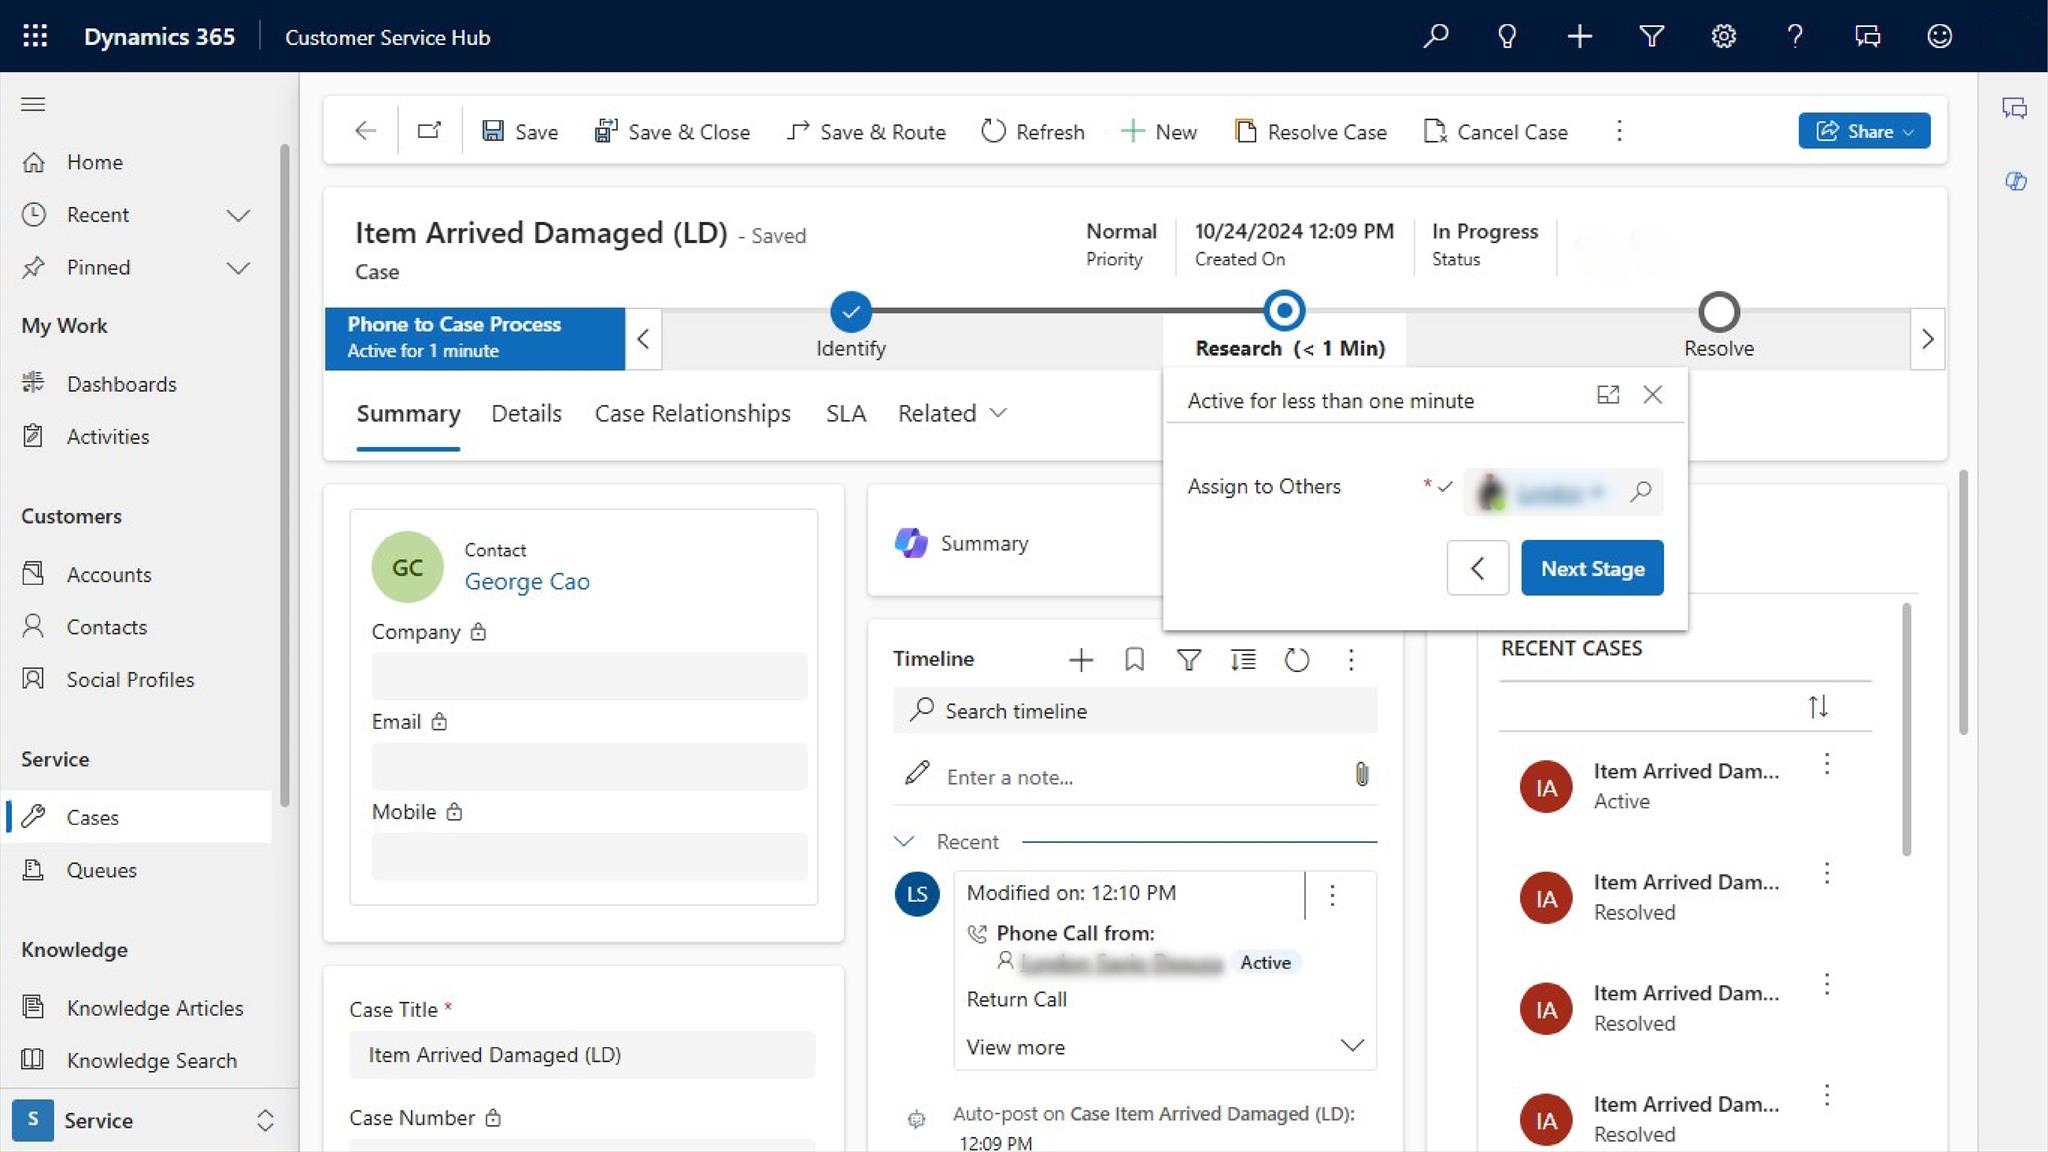 Dynamics 365
Customer Service Hub
Home
Recent
Pinned
My Work
Dashboards
Activities
Customers
Accounts
Contacts
Social Profiles
Service
Cases
Queues
Knowledge
Knowledge Articles
Knowledge Search
S Service
Save
Save & Close
Save & Route
Refresh
New
Resolve Case
Cancel Case
Share
Item Arrived Damaged (LD) - Saved
Case
Normal
Priority
10/24/2024 12:09 PM
Created On
In Progress
Status
Phone to Case Process
Active for 1 minute
Identify
Research (< 1 Min)
Resolve
Summary
Details
Case Relationships
SLA
Related
Active for less than one minute
Assign to Others *
Next Stage
GC
Contact
George Cao
Company
Email
Mobile
Case Title *
Item Arrived Damaged (LD)
Case Number
Summary
Timeline
Search timeline
Enter a note...
Recent
LS
Modified on: 12:10 PM
Phone Call from:
Active
Return Call
View more
Auto-post on Case Item Arrived Damaged (LD):
12:09 PM
RECENT CASES
IA
Item Arrived Dam...
Active
IA
Item Arrived Dam...
Resolved
IA
Item Arrived Dam...
Resolved
IA
Item Arrived Dam...
Resolved